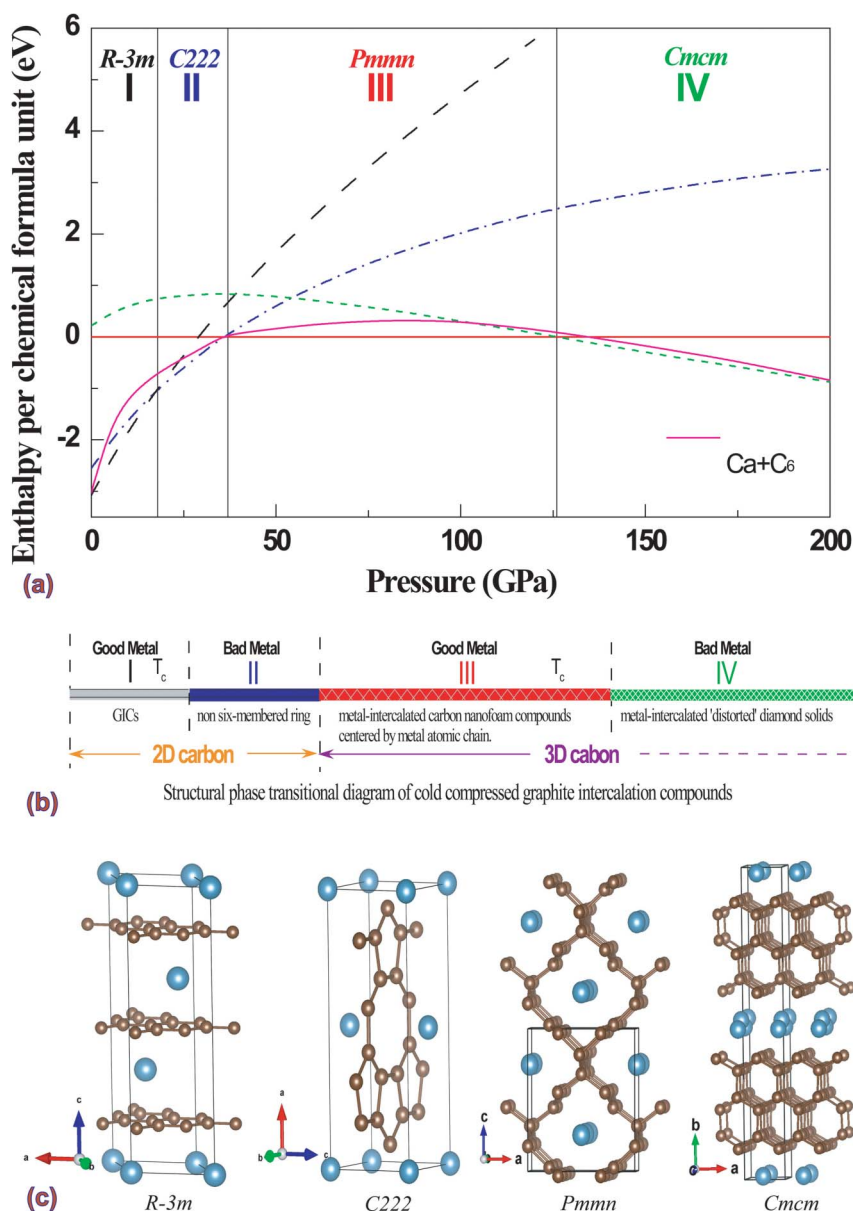 Enthalpy per chemical formula unit (eV)
6
4
2
0
-2
R-3m
I
C222
II
Pmmn
III
Cmcm
IV
Ca+C6
0
50
100
150
200
Pressure (GPa)
(a)
Good Metal
Bad Metal
Good Metal
Bad Metal
I Tc
II
III Tc
IV
GICs
non six-membered ring
metal-intercalated carbon nanofoam compounds
centered by metal atomic chain.
metal-intercalated 'distorted' diamond solids
2D carbon
3D cabon
(b)
Structural phase transitional diagram of cold compressed graphite intercalation compounds
c
a
b
a
b
c
c
a
b
c
a
(c)
R-3m
C222
Pmmn
Cmcm